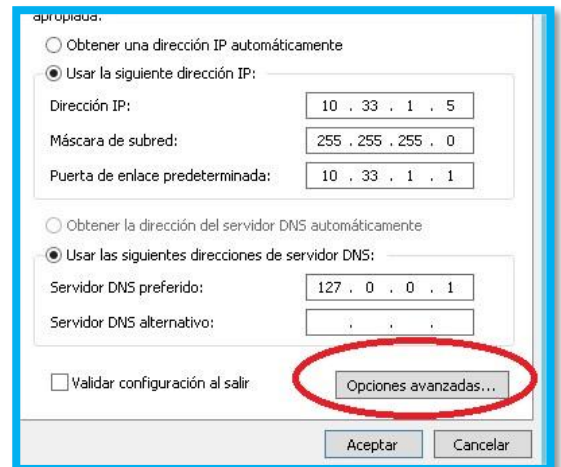 apropiada.
Obtener una dirección IP automáticamente
Usar la siguiente dirección IP:
Dirección IP: 10 . 33 . 1 . 5
Máscara de subred: 255 . 255 . 255 . 0
Puerta de enlace predeterminada: 10 . 33 . 1 . 1
Obtener la dirección del servidor DNS automáticamente
Usar las siguientes direcciones de servidor DNS:
Servidor DNS preferido: 127 . 0 . 0 . 1
Servidor DNS alternativo: . . .
Validar configuración al salir Opciones avanzadas...
Aceptar Cancelar